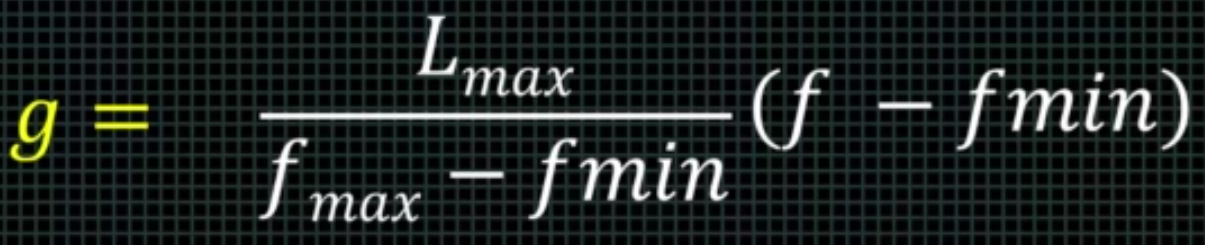 g = L_max / (f_max − fmin) (f − fmin)